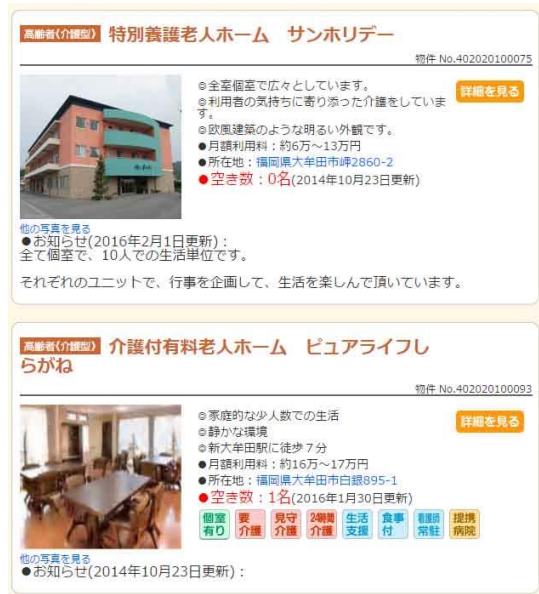 高齢者(介護型) 特別養護老人ホーム サンホリデー
物件 No.402020100075
◎全室個室で広々としています。
◎利用者の気持ちに寄り添った介護をしていま
す。
◎欧風建築のような明るい外観です。
●月額利用料：約6万～13万円
●所在地：福岡県大牟田市岬2860-2
●空き数：0名(2014年10月23日更新)
詳細を見る
他の写真を見る
●お知らせ(2016年2月1日更新)：
全て個室で、10人での生活単位です。
それぞれのユニットで、行事を企画して、生活を楽しんで頂いています。
高齢者(介護型) 介護付有料老人ホーム ピュアライフし
らがね
物件 No.402020100093
◎家庭的な少人数での生活
◎静かな環境
◎新大牟田駅に徒歩７分
●月額利用料：約16万～17万円
●所在地：福岡県大牟田市白銀895-1
●空き数：1名(2016年1月30日更新)
詳細を見る
個室 要 見守 24時間 生活 食事 看護師 提携
有り 介護 介護 介護 支援 付 常駐 病院
他の写真を見る
●お知らせ(2014年10月23日更新)：